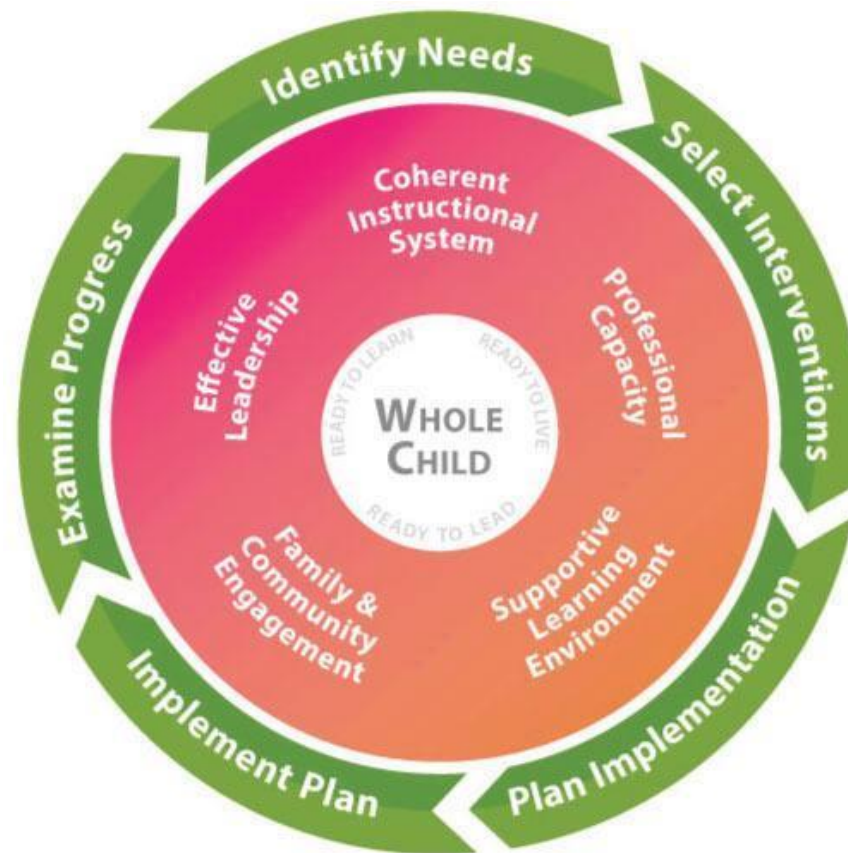 Identify Needs
Select Interventions
Plan Implementation
Implement Plan
Examine Progress
Coherent
Instructional
System
Professional
Capacity
Supportive
Learning
Environment
Family &
Community
Engagement
Effective
Leadership
READY TO LEARN
READY TO LIVE
READY TO LEAD
WHOLE
CHILD